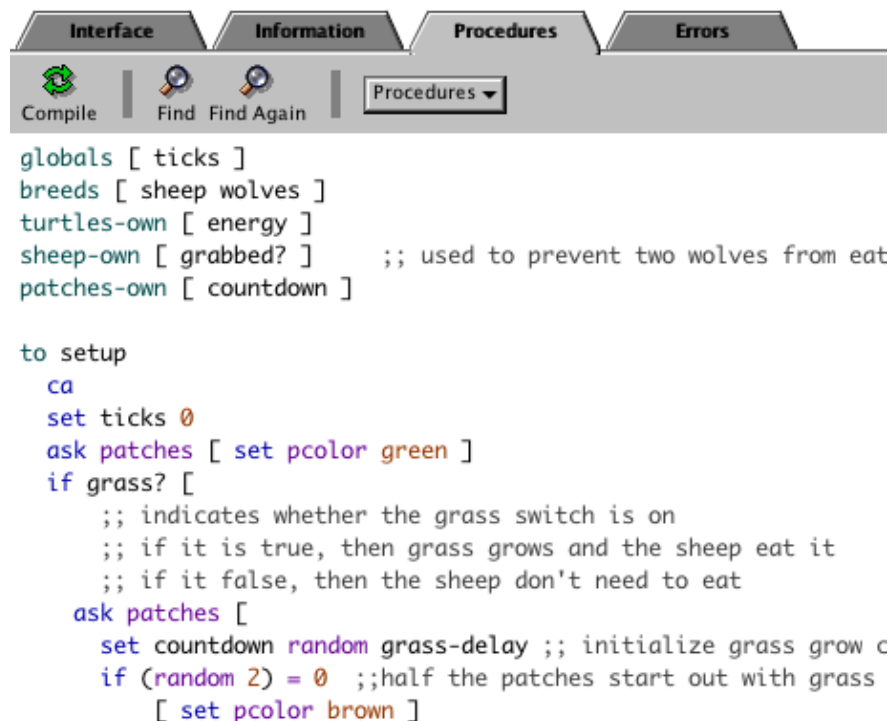 Interface Information Procedures Errors
Compile Find Find Again Procedures
globals [ ticks ]
breeds [ sheep wolves ]
turtles-own [ energy ]
sheep-own [ grabbed? ]     ;; used to prevent two wolves from eat
patches-own [ countdown ]

to setup
  ca
  set ticks 0
  ask patches [ set pcolor green ]
  if grass? [
      ;; indicates whether the grass switch is on
      ;; if it is true, then grass grows and the sheep eat it
      ;; if it false, then the sheep don't need to eat
    ask patches [
      set countdown random grass-delay ;; initialize grass grow c
      if (random 2) = 0  ;;half the patches start out with grass
          [ set pcolor brown ]